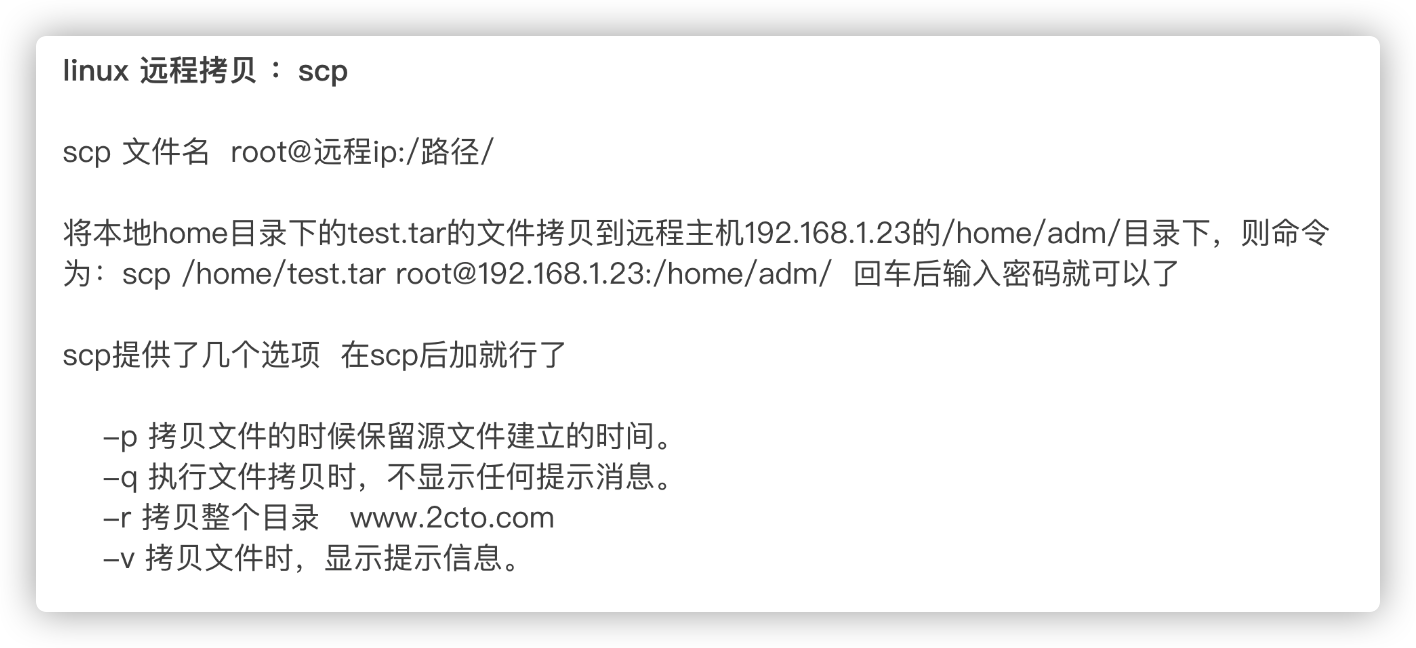 linux 远程拷贝 ： scp
scp 文件名  root@远程ip:/路径/
将本地home目录下的test.tar的文件拷贝到远程主机192.168.1.23的/home/adm/目录下，则命令
为：scp /home/test.tar root@192.168.1.23:/home/adm/  回车后输入密码就可以了
scp提供了几个选项  在scp后加就行了
–p 拷贝文件的时候保留源文件建立的时间。
–q 执行文件拷贝时，不显示任何提示消息。
–r 拷贝整个目录   www.2cto.com
–v 拷贝文件时，显示提示信息。